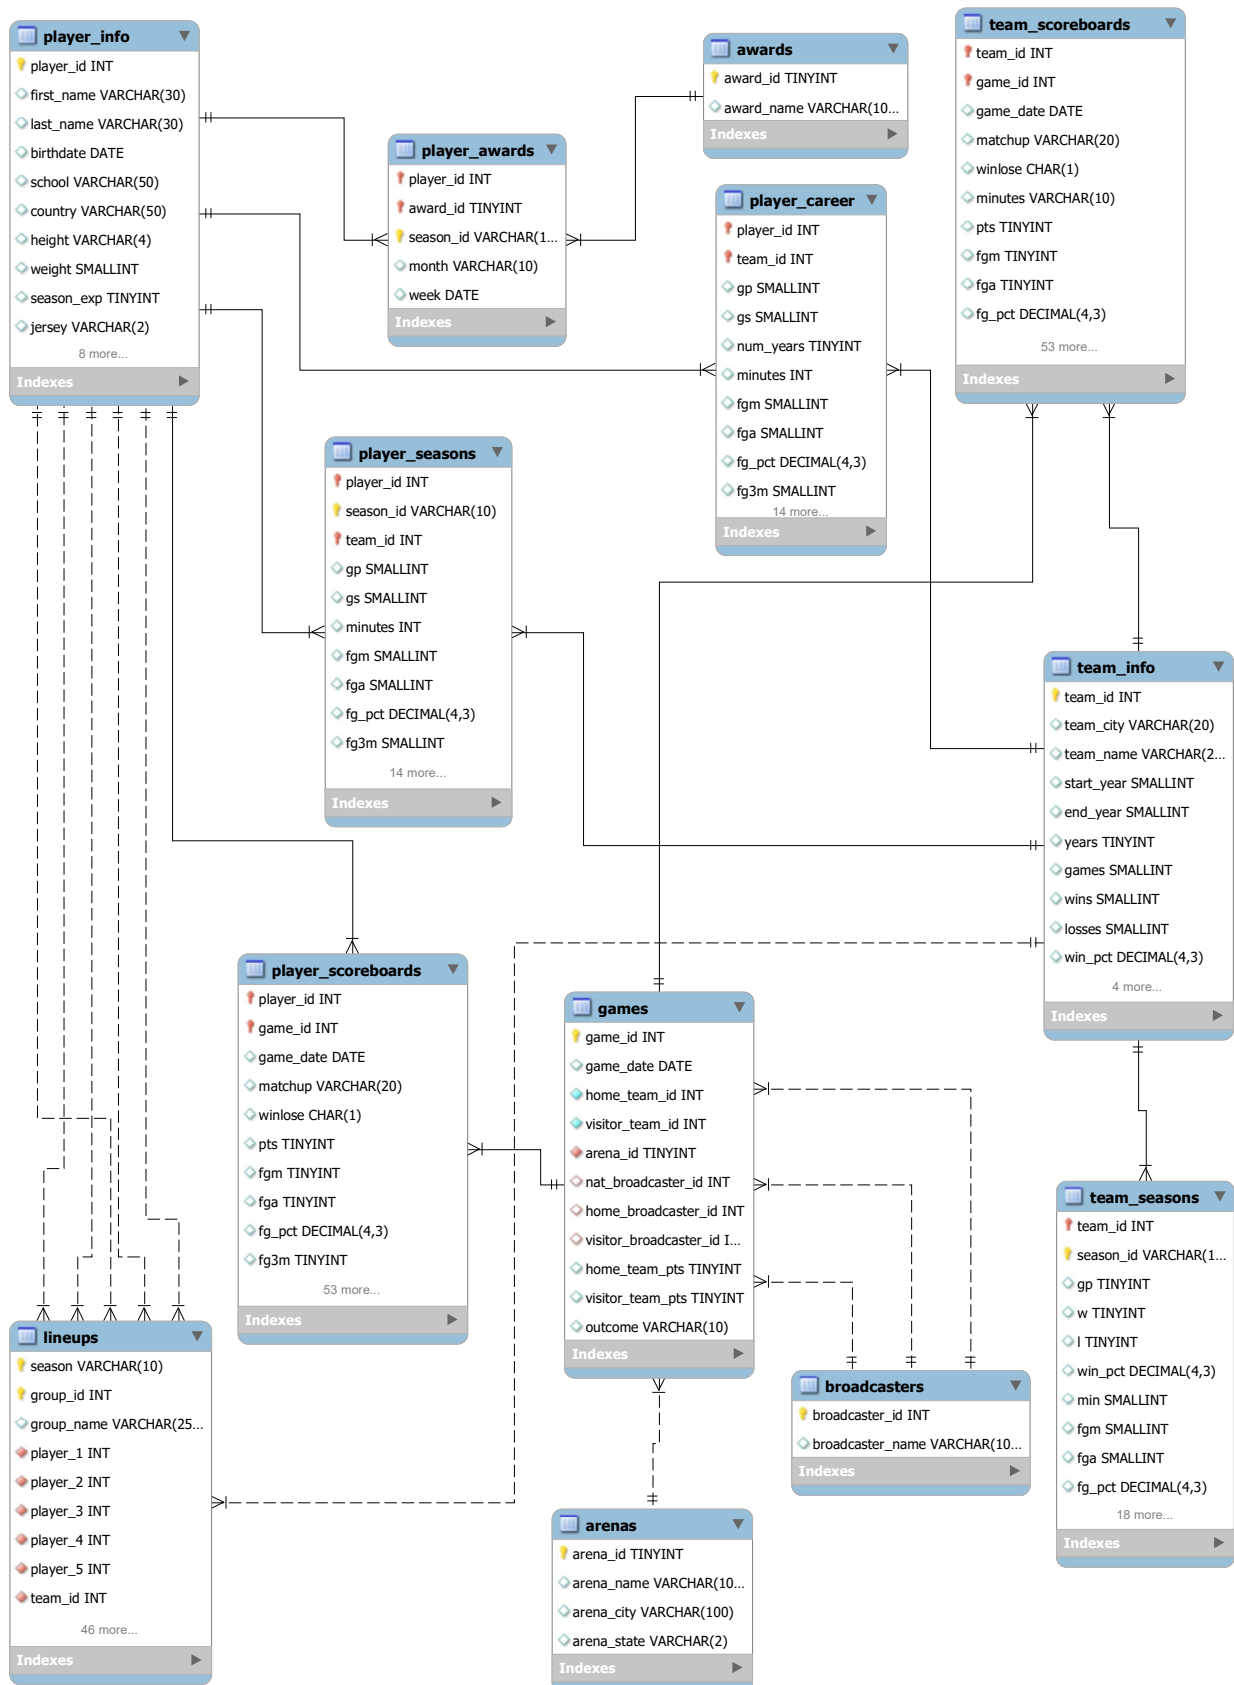 player_info
player_id INT
first_name VARCHAR(30)
last_name VARCHAR(30)
birthdate DATE
school VARCHAR(50)
country VARCHAR(50)
height VARCHAR(4)
weight SMALLINT
season_exp TINYINT
jersey VARCHAR(2)
8 more...
Indexes
player_awards
player_id INT
award_id TINYINT
season_id VARCHAR(1...
month VARCHAR(10)
week DATE
Indexes
awards
award_id TINYINT
award_name VARCHAR(10...
Indexes
player_career
player_id INT
team_id INT
gp SMALLINT
gs SMALLINT
num_years TINYINT
minutes INT
fgm SMALLINT
fga SMALLINT
fg_pct DECIMAL(4,3)
fg3m SMALLINT
14 more...
Indexes
team_scoreboards
team_id INT
game_id INT
game_date DATE
matchup VARCHAR(20)
winlose CHAR(1)
minutes VARCHAR(10)
pts TINYINT
fgm TINYINT
fga TINYINT
fg_pct DECIMAL(4,3)
53 more...
Indexes
player_seasons
player_id INT
season_id VARCHAR(10)
team_id INT
gp SMALLINT
gs SMALLINT
minutes INT
fgm SMALLINT
fga SMALLINT
fg_pct DECIMAL(4,3)
fg3m SMALLINT
14 more...
Indexes
team_info
team_id INT
team_city VARCHAR(20)
team_name VARCHAR(2...
start_year SMALLINT
end_year SMALLINT
years TINYINT
games SMALLINT
wins SMALLINT
losses SMALLINT
win_pct DECIMAL(4,3)
4 more...
Indexes
player_scoreboards
player_id INT
game_id INT
game_date DATE
matchup VARCHAR(20)
winlose CHAR(1)
pts TINYINT
fgm TINYINT
fga TINYINT
fg_pct DECIMAL(4,3)
fg3m TINYINT
53 more...
Indexes
games
game_id INT
game_date DATE
home_team_id INT
visitor_team_id INT
arena_id TINYINT
nat_broadcaster_id INT
home_broadcaster_id INT
visitor_broadcaster_id I...
home_team_pts TINYINT
visitor_team_pts TINYINT
outcome VARCHAR(10)
Indexes
team_seasons
team_id INT
season_id VARCHAR(1...
gp TINYINT
w TINYINT
l TINYINT
win_pct DECIMAL(4,3)
min SMALLINT
fgm SMALLINT
fga SMALLINT
fg_pct DECIMAL(4,3)
18 more...
Indexes
lineups
season VARCHAR(10)
group_id INT
group_name VARCHAR(25...
player_1 INT
player_2 INT
player_3 INT
player_4 INT
player_5 INT
team_id INT
46 more...
Indexes
broadcasters
broadcaster_id INT
broadcaster_name VARCHAR(10...
Indexes
arenas
arena_id TINYINT
arena_name VARCHAR(10...
arena_city VARCHAR(100)
arena_state VARCHAR(2)
Indexes